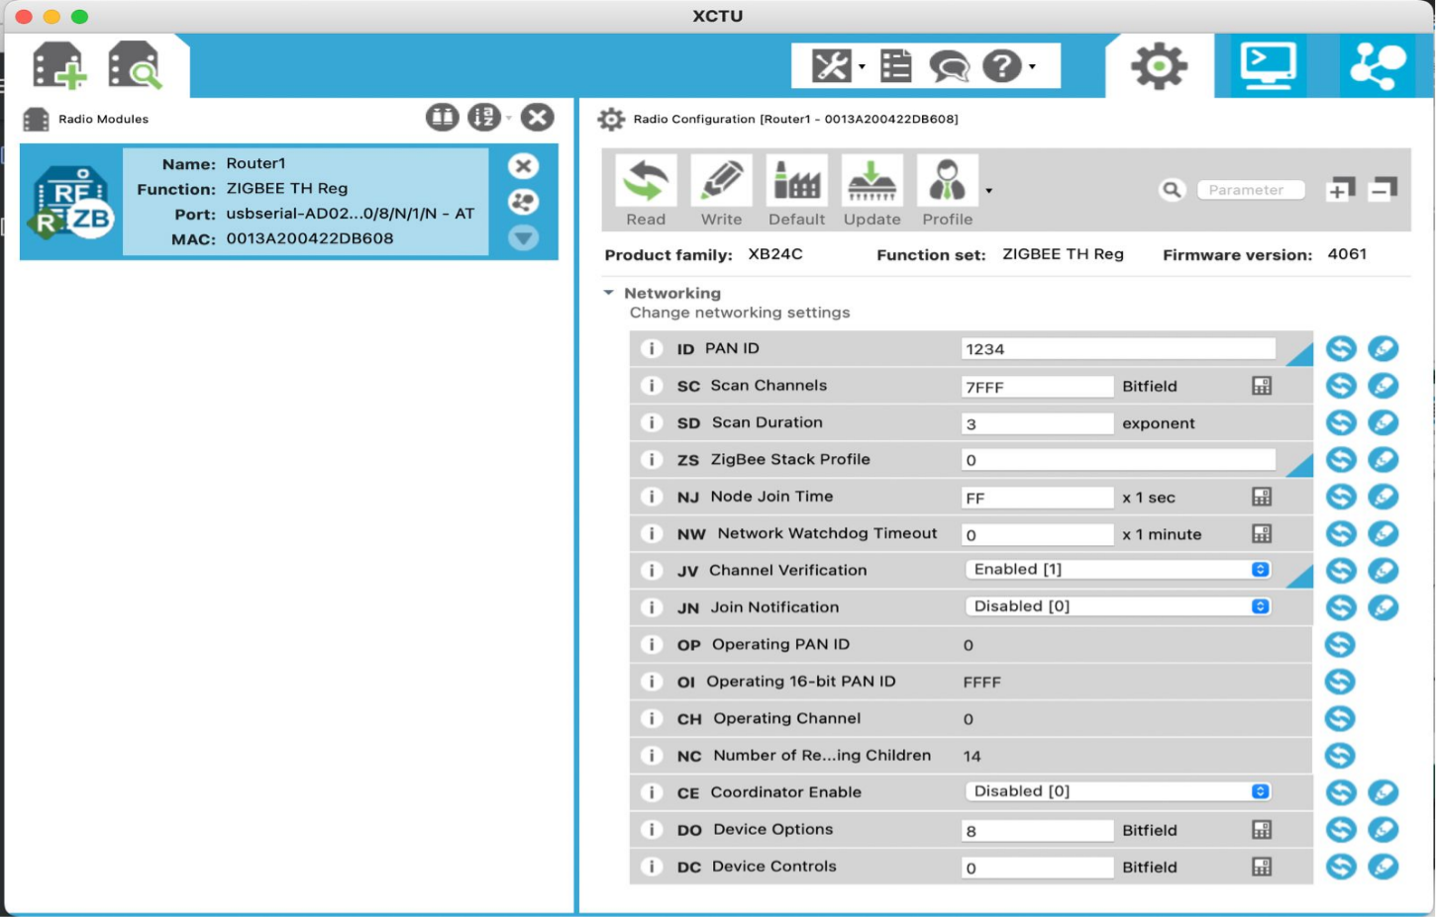 XCTU
Radio Modules
Name: Router1
Function: ZIGBEE TH Reg
Port: usbserial-AD02...0/8/N/1/N - AT
MAC: 0013A200422DB608
RF
R
ZB
Radio Configuration [Router1 - 0013A200422DB608]
Read Write Default Update Profile
Parameter
Product family: XB24C Function set: ZIGBEE TH Reg Firmware version: 4061
Networking
Change networking settings
i ID PAN ID 1234
i SC Scan Channels 7FFF Bitfield
i SD Scan Duration 3 exponent
i ZS ZigBee Stack Profile 0
i NJ Node Join Time FF x 1 sec
i NW Network Watchdog Timeout 0 x 1 minute
i JV Channel Verification Enabled [1]
i JN Join Notification Disabled [0]
i OP Operating PAN ID 0
i OI Operating 16-bit PAN ID FFFF
i CH Operating Channel 0
i NC Number of Re...ing Children 14
i CE Coordinator Enable Disabled [0]
i DO Device Options 8 Bitfield
i DC Device Controls 0 Bitfield